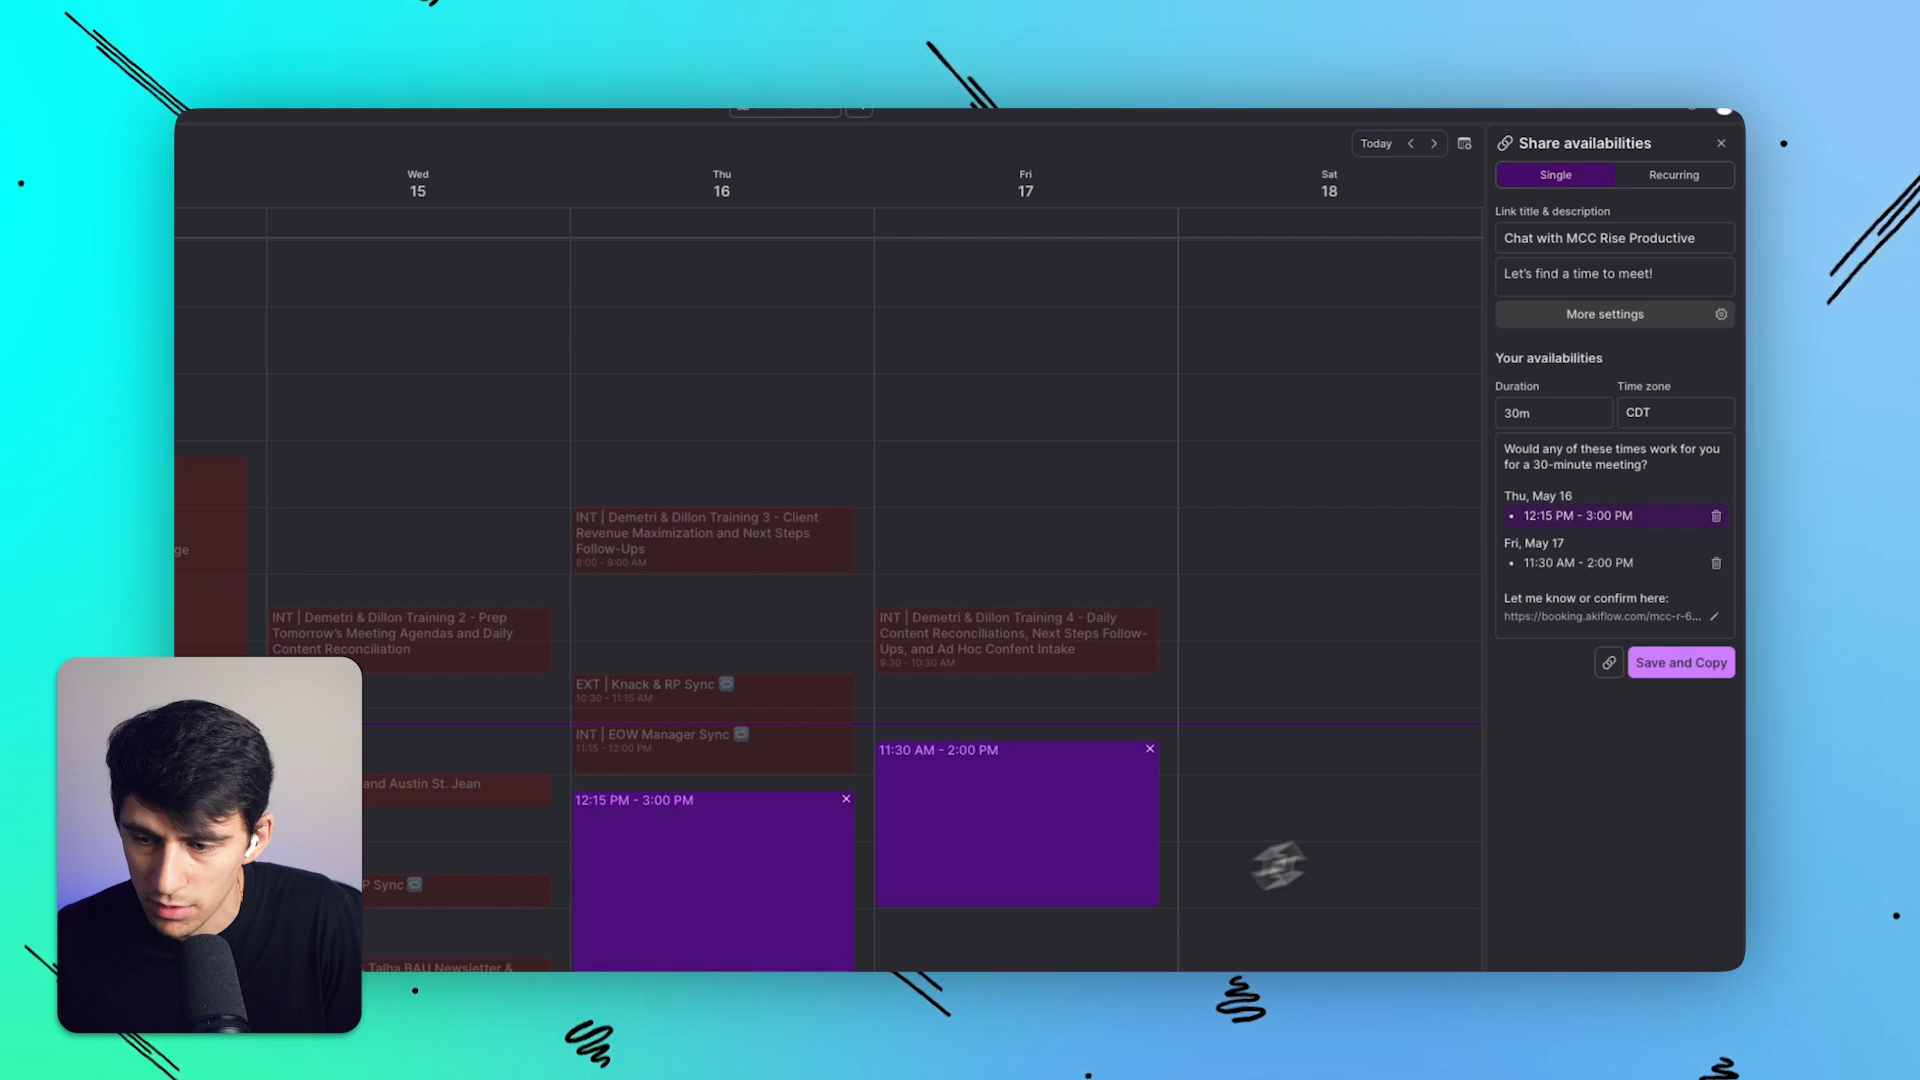 Today
Share availabilities
Single
Recurring
Wed
15
Thu
16
Fri
17
Sat
18
Link title & description
Chat with MCC Rise Productive
Let's find a time to meet!
More settings
Your availabilities
Duration
Time zone
30m
CDT
Would any of these times work for you
for a 30-minute meeting?
Thu, May 16
• 12:15 PM - 3:00 PM
Fri, May 17
• 11:30 AM - 2:00 PM
Let me know or confirm here:
https://booking.akiflow.com/mcc-r-6...
Save and Copy
ge
INT | Demetri & Dillon Training 2 - Prep
Tomorrow's Meeting Agendas and Daily
Content Reconciliation
and Austin St. Jean
P Sync
Talha BAU Newsletter &
INT | Demetri & Dillon Training 3 - Client
Revenue Maximization and Next Steps
Follow-Ups
8:00 - 9:00 AM
EXT | Knack & RP Sync
10:30 - 11:15 AM
INT | EOW Manager Sync
11:15 - 12:00 PM
12:15 PM - 3:00 PM
INT | Demetri & Dillon Training 4 - Daily
Content Reconciliations, Next Steps Follow-
Ups, and Ad Hoc Confent Intake
9:30 - 10:30 AM
11:30 AM - 2:00 PM